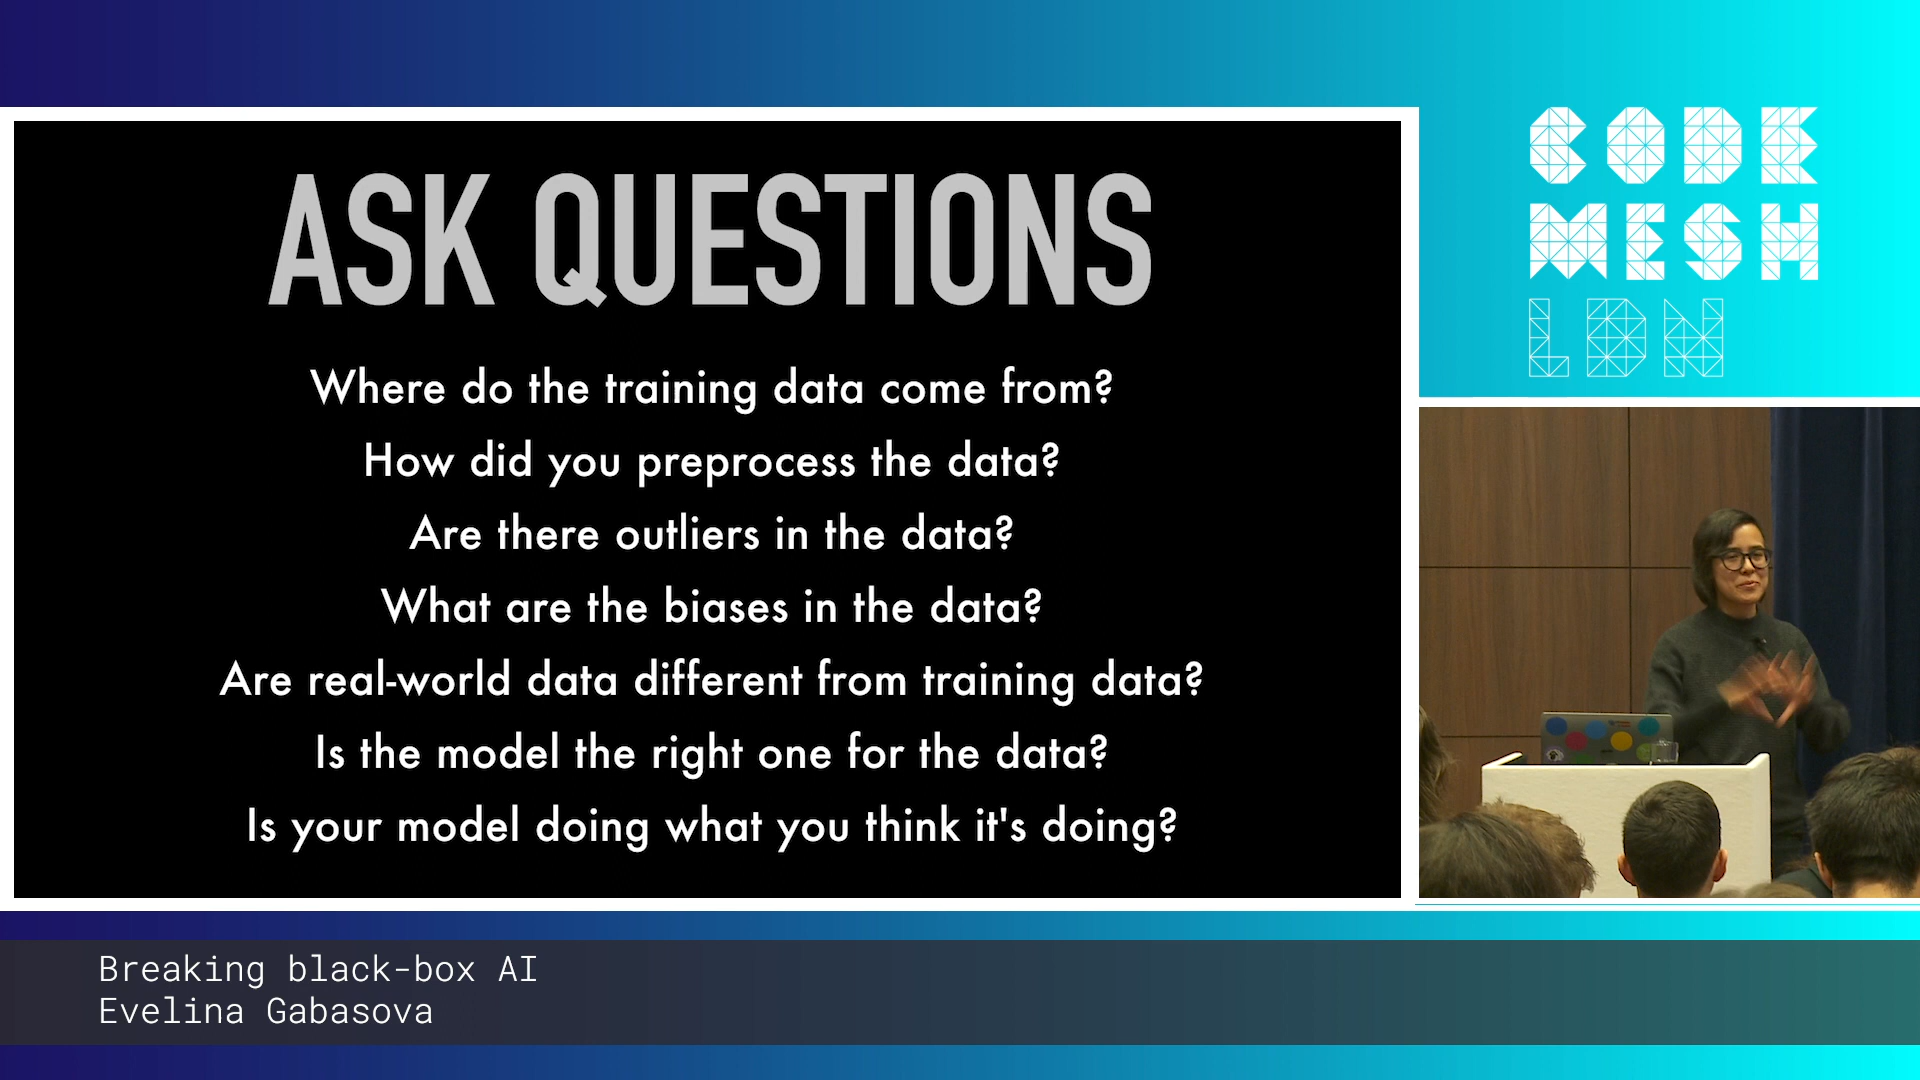 ASK QUESTIONS
Where do the training data come from?
How did you preprocess the data?
Are there outliers in the data?
What are the biases in the data?
Are real-world data different from training data?
Is the model the right one for the data?
Is your model doing what you think it's doing?
CODE
MESH
LDN
Breaking black-box AI
Evelina Gabasova